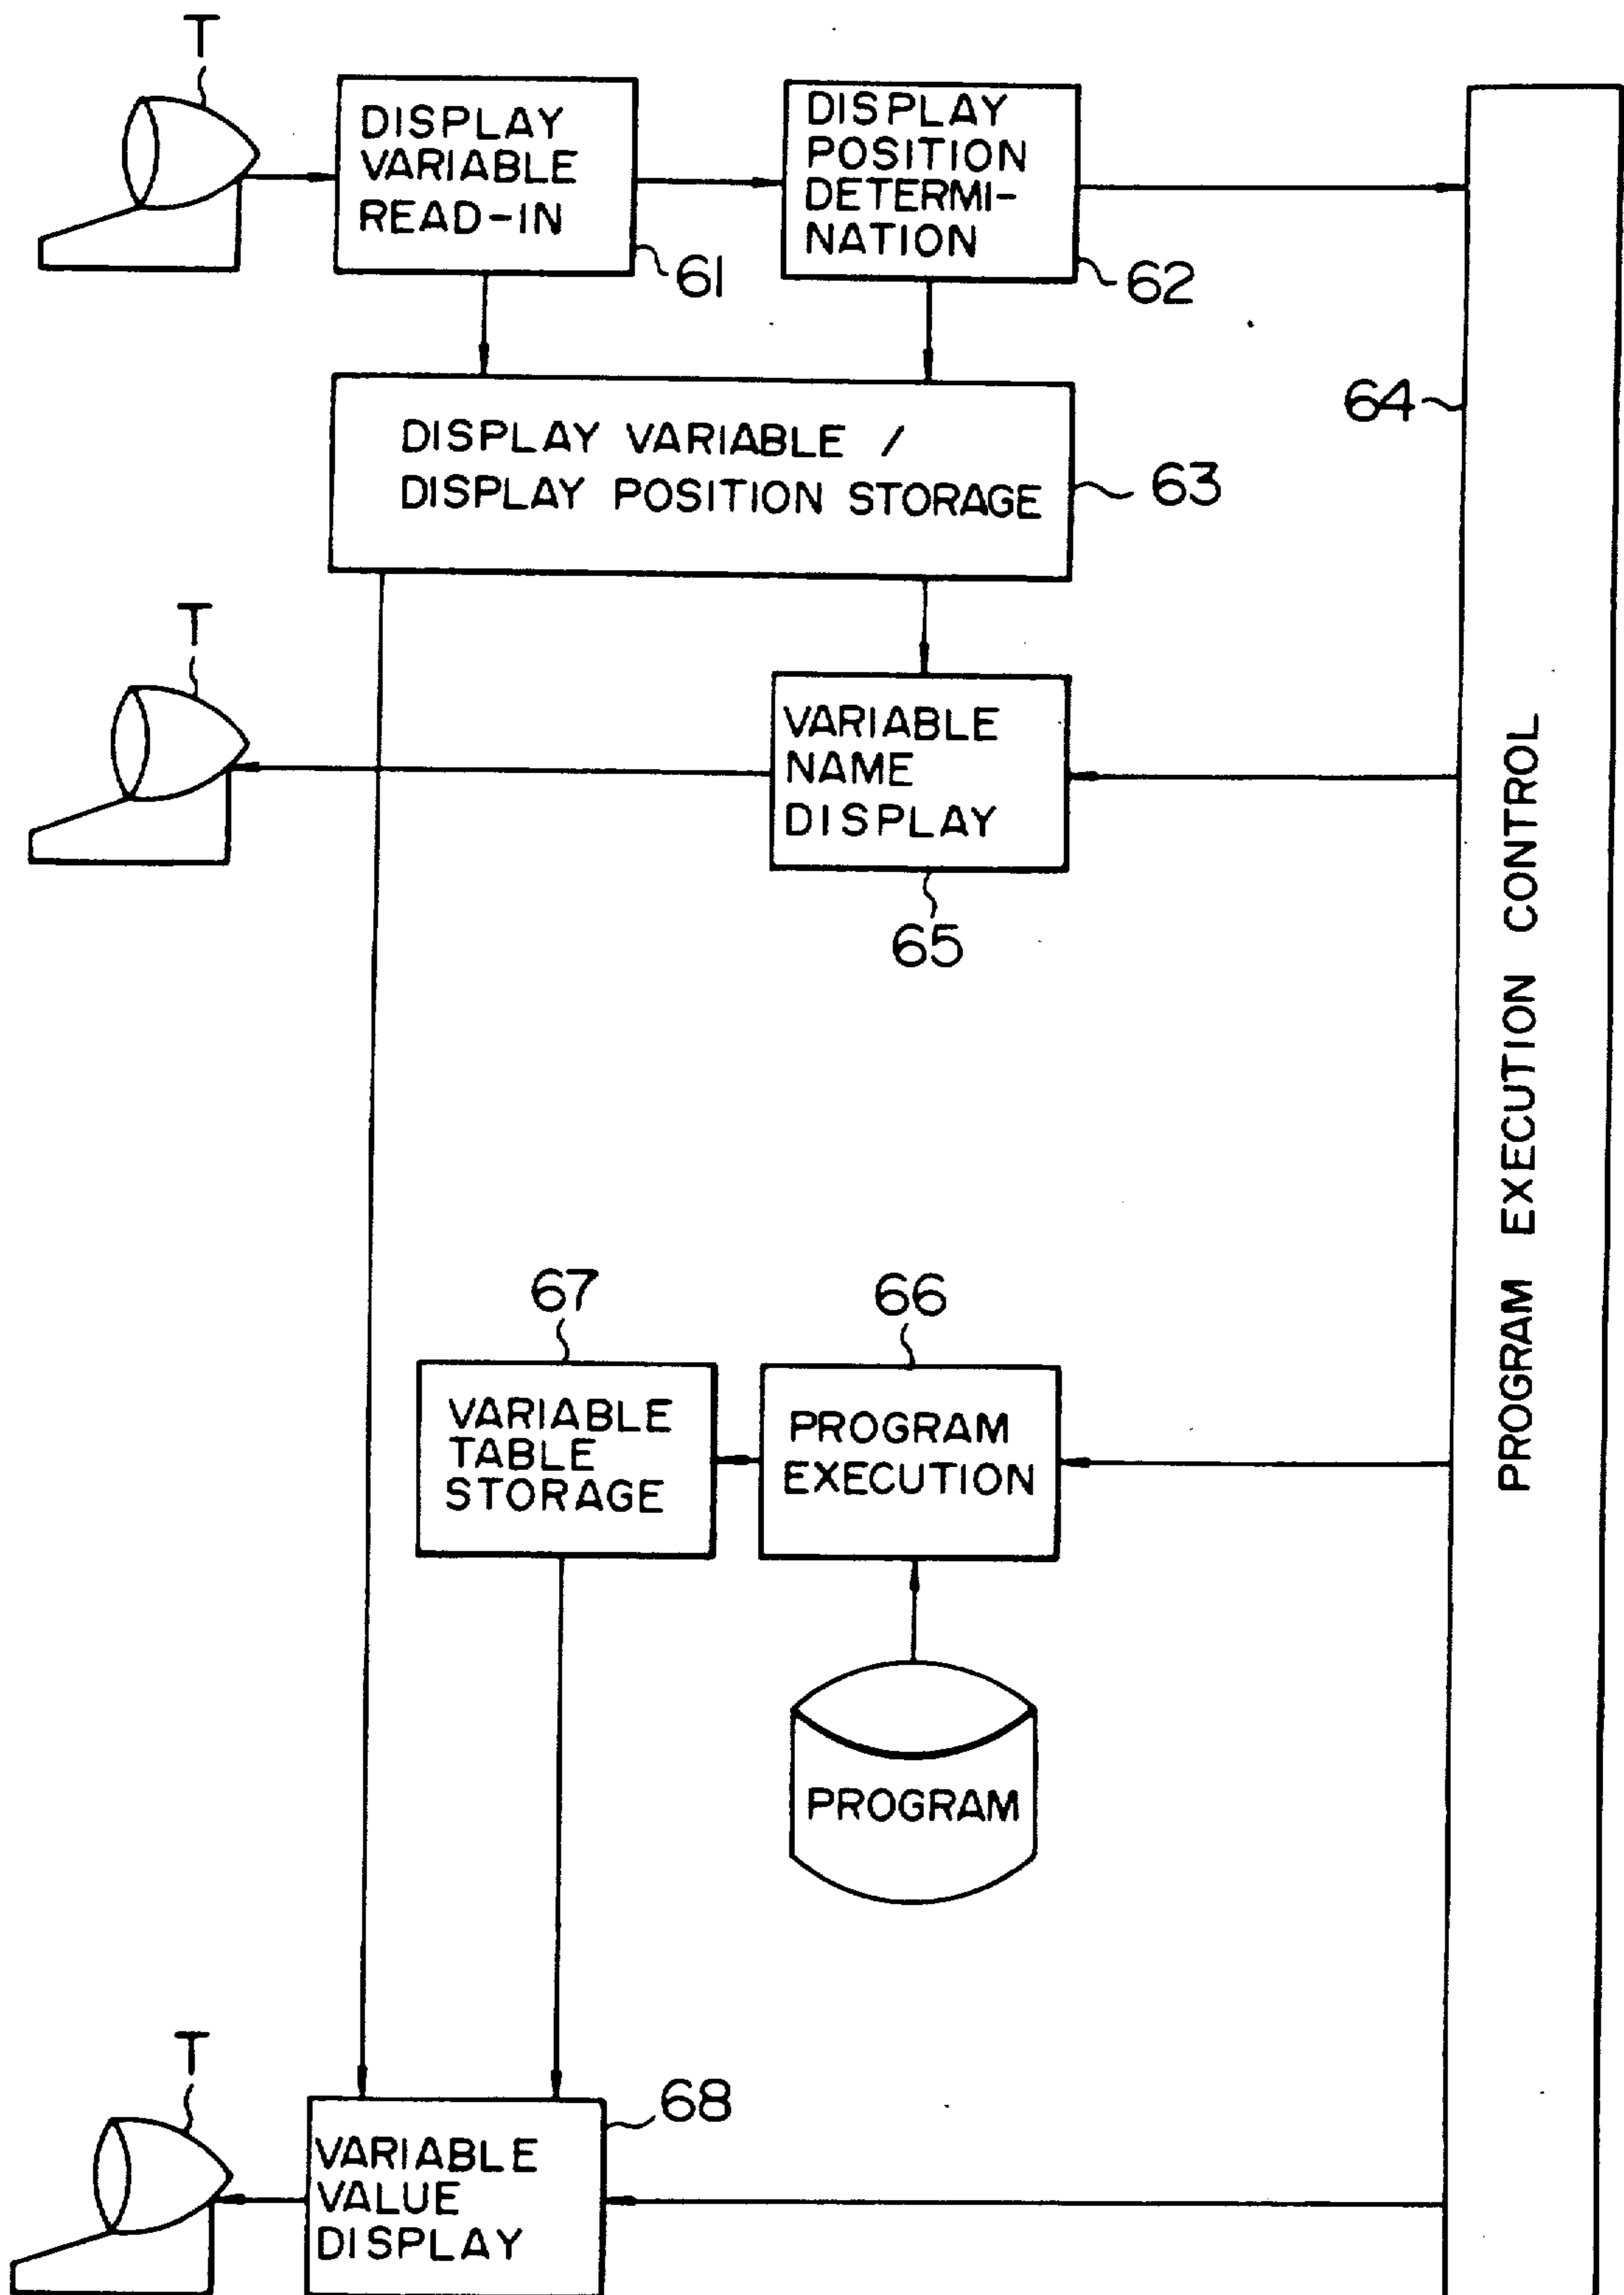 T
DISPLAY
VARIABLE
READ-IN
61
DISPLAY
POSITION
DETERMI-
NATION
62
DISPLAY VARIABLE /
DISPLAY POSITION STORAGE
63
64
T
VARIABLE
NAME
DISPLAY
65
PROGRAM EXECUTION CONTROL
67
VARIABLE
TABLE
STORAGE
66
PROGRAM
EXECUTION
PROGRAM
T
68
VARIABLE
VALUE
DISPLAY